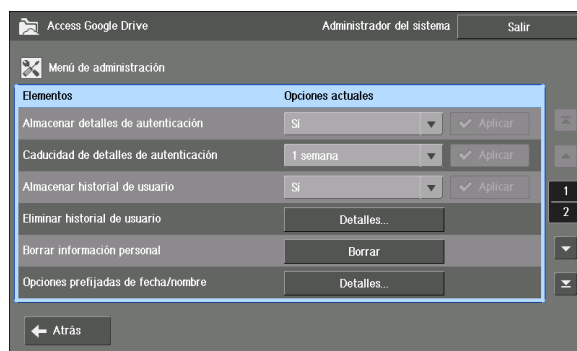 Access Google Drive Administrador del sistema Salir
Menú de administración
Elementos Opciones actuales
Almacenar detalles de autenticación Sí Aplicar
Caducidad de detalles de autenticación 1 semana Aplicar
Almacenar historial de usuario Sí Aplicar
1
Eliminar historial de usuario Detalles...
2
Borrar información personal Borrar
Opciones prefijadas de fecha/nombre Detalles...
Atrás